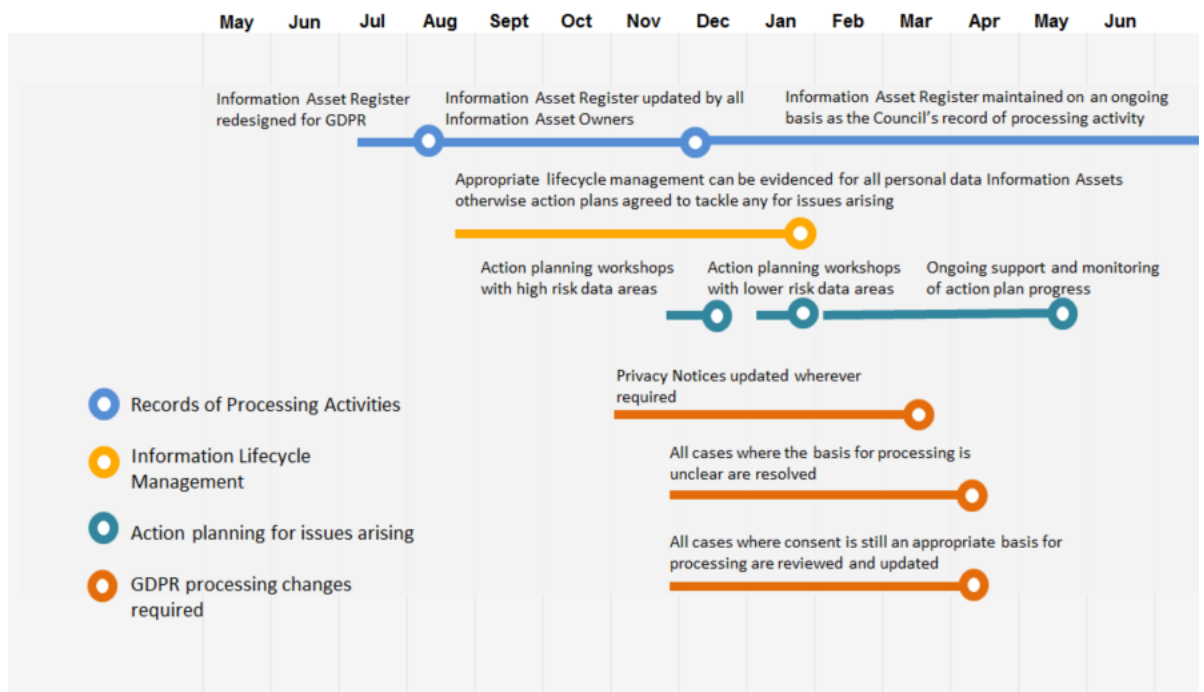 May Jun Jul Aug Sept Oct Nov Dec Jan Feb Mar Apr May Jun
Information Asset Register
redesigned for GDPR
Information Asset Register updated by all
Information Asset Owners
Information Asset Register maintained on an ongoing
basis as the Council's record of processing activity
Appropriate lifecycle management can be evidenced for all personal data Information Assets
otherwise action plans agreed to tackle any for issues arising
Action planning workshops
with high risk data areas
Action planning workshops
with lower risk data areas
Ongoing support and monitoring
of action plan progress
Privacy Notices updated wherever
required
All cases where the basis for processing is
unclear are resolved
All cases where consent is still an appropriate basis for
processing are reviewed and updated
Records of Processing Activities
Information Lifecycle
Management
Action planning for issues arising
GDPR processing changes
required